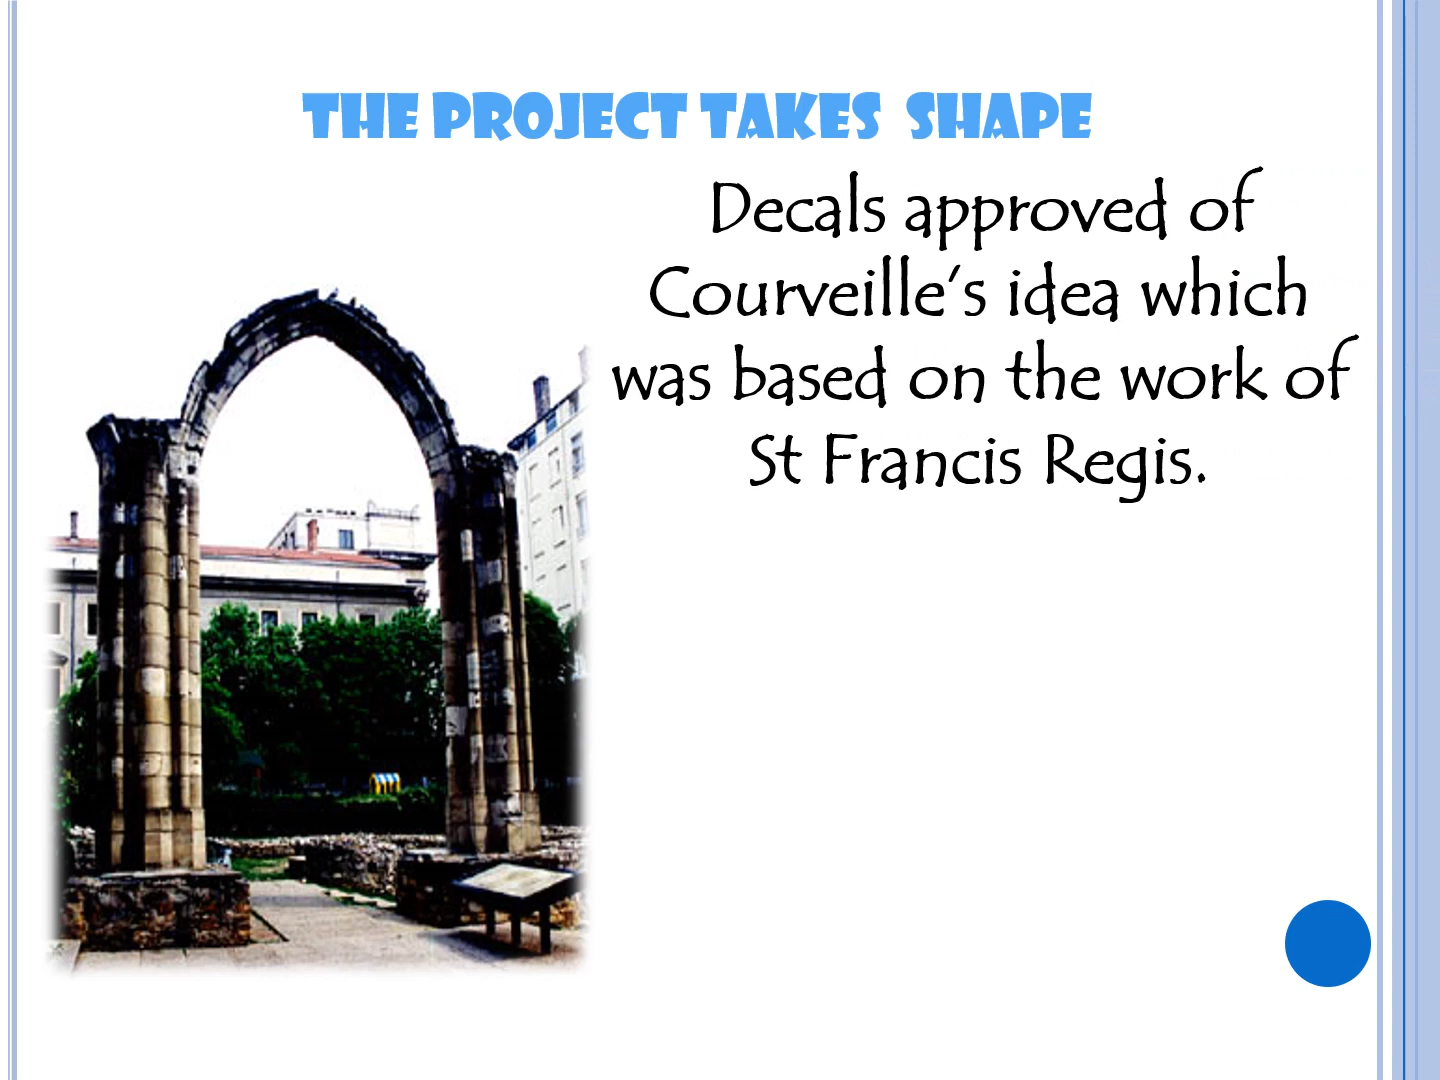 THE PROJECT TAKES SHAPE
Decals approved of
Courveille's idea which
was based on the work of
St Francis Regis.